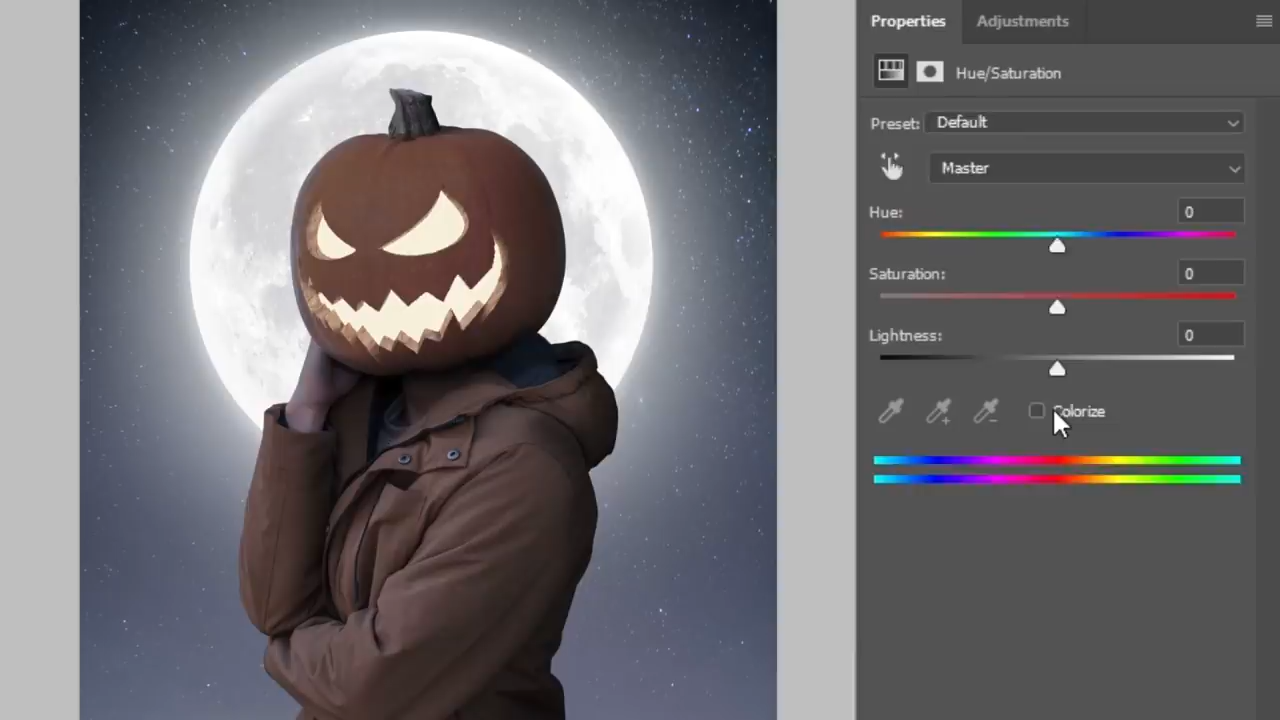 Properties
Adjustments
Hue/Saturation
Preset: Default
Master
Hue: 0
Saturation: 0
Lightness: 0
Colorize